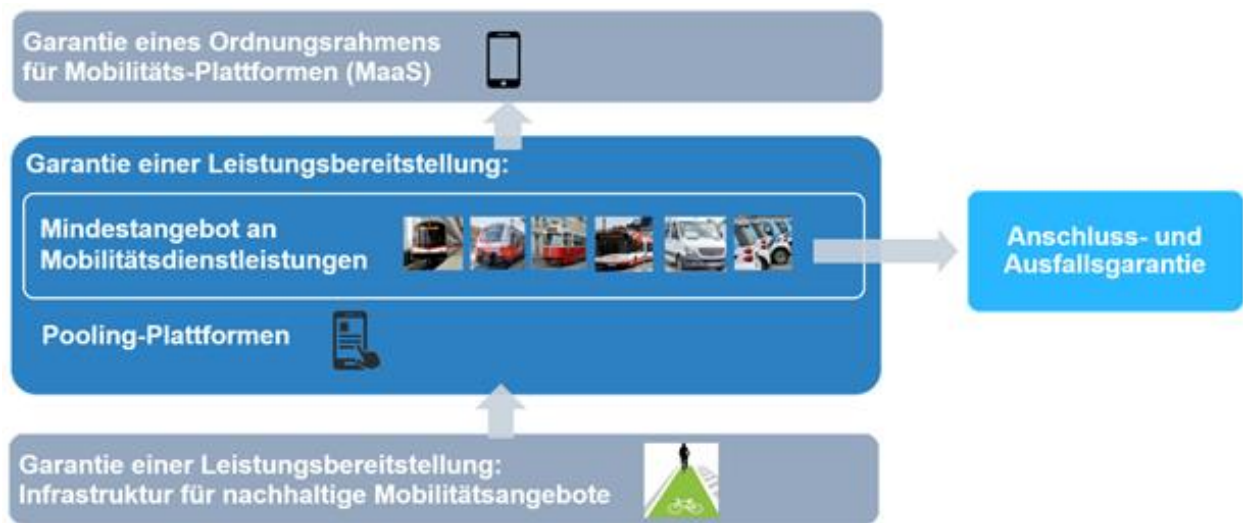 Garantie eines Ordnungsrahmens
für Mobilitäts-Plattformen (MaaS)
Garantie einer Leistungsbereitstellung:
Mindestangebot an
Mobilitätsdienstleistungen
Pooling-Plattformen
Anschluss- und
Ausfallsgarantie
Garantie einer Leistungsbereitstellung:
Infrastruktur für nachhaltige Mobilitätsangebote